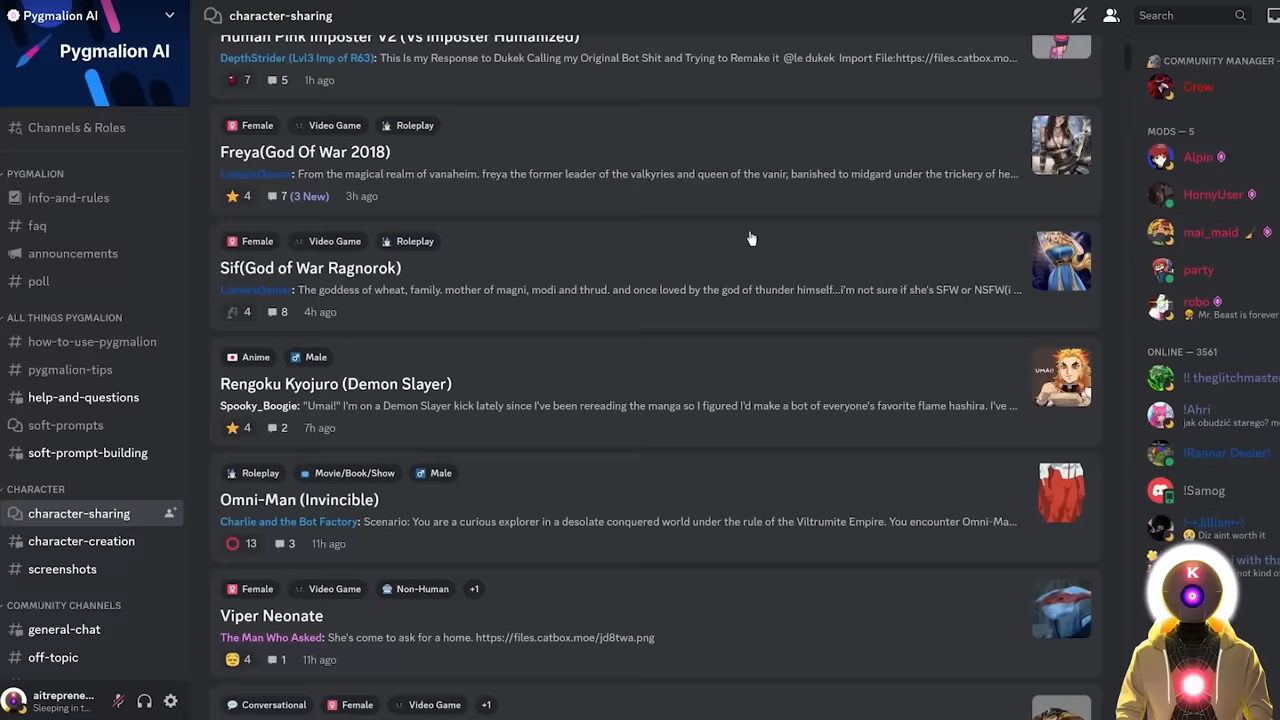 Pygmalion AI
Pygmalion AI
Channels & Roles
PYGMALION
info-and-rules
faq
announcements
poll
ALL THINGS PYGMALION
how-to-use-pygmalion
pygmalion-tips
help-and-questions
soft-prompts
soft-prompt-building
CHARACTER
character-sharing
character-creation
screenshots
COMMUNITY CHANNELS
general-chat
off-topic
aitreprene...
Sleeping in t...
character-sharing
Human Pink Imposter V2 (Vs Imposter Humanized)
DepthStrider (Lvl3 Imp of R63): This Is my Response to Dukek Calling my Original Bot Shit and Trying to Remake it @le dukek Import File:https://files.catbox.mo...
7 5 1h ago
Female Video Game Roleplay
Freya(God Of War 2018)
: From the magical realm of vanaheim. freya the former leader of the valkyries and queen of the vanir, banished to midgard under the trickery of he...
4 7 (3 New) 3h ago
Female Video Game Roleplay
Sif(God of War Ragnorok)
: The goddess of wheat, family. mother of magni, modi and thrud. and once loved by the god of thunder himself...i'm not sure if she's SFW or NSFW(i ...
4 8 4h ago
Anime Male
Rengoku Kyojuro (Demon Slayer)
Spooky_Boogie: "Umai!" I'm on a Demon Slayer kick lately since I've been rereading the manga so I figured I'd make a bot of everyone's favorite flame hashira. I've ...
4 2 7h ago
UMAI!
Roleplay Movie/Book/Show Male
Omni-Man (Invincible)
Charlie and the Bot Factory: Scenario: You are a curious explorer in a desolate conquered world under the rule of the Viltrumite Empire. You encounter Omni-Ma...
13 3 11h ago
Female Video Game Non-Human +1
Viper Neonate
The Man Who Asked: She's come to ask for a home. https://files.catbox.moe/jd8twa.png
4 1 11h ago
Conversational Female Video Game +1
Search
COMMUNITY MANAGER -
Crow
MODS — 5
Alpin
HornyUser
mai_maid
party
robo
Mr. Beast is forever
ONLINE — 3561
!! theglitchmaste
!Ahri
jak obudzić starego? m
!Rannar Dealer!
!Samog
!~•Jillian•~!
Diz aint worth it
i with tha
not kind of
K